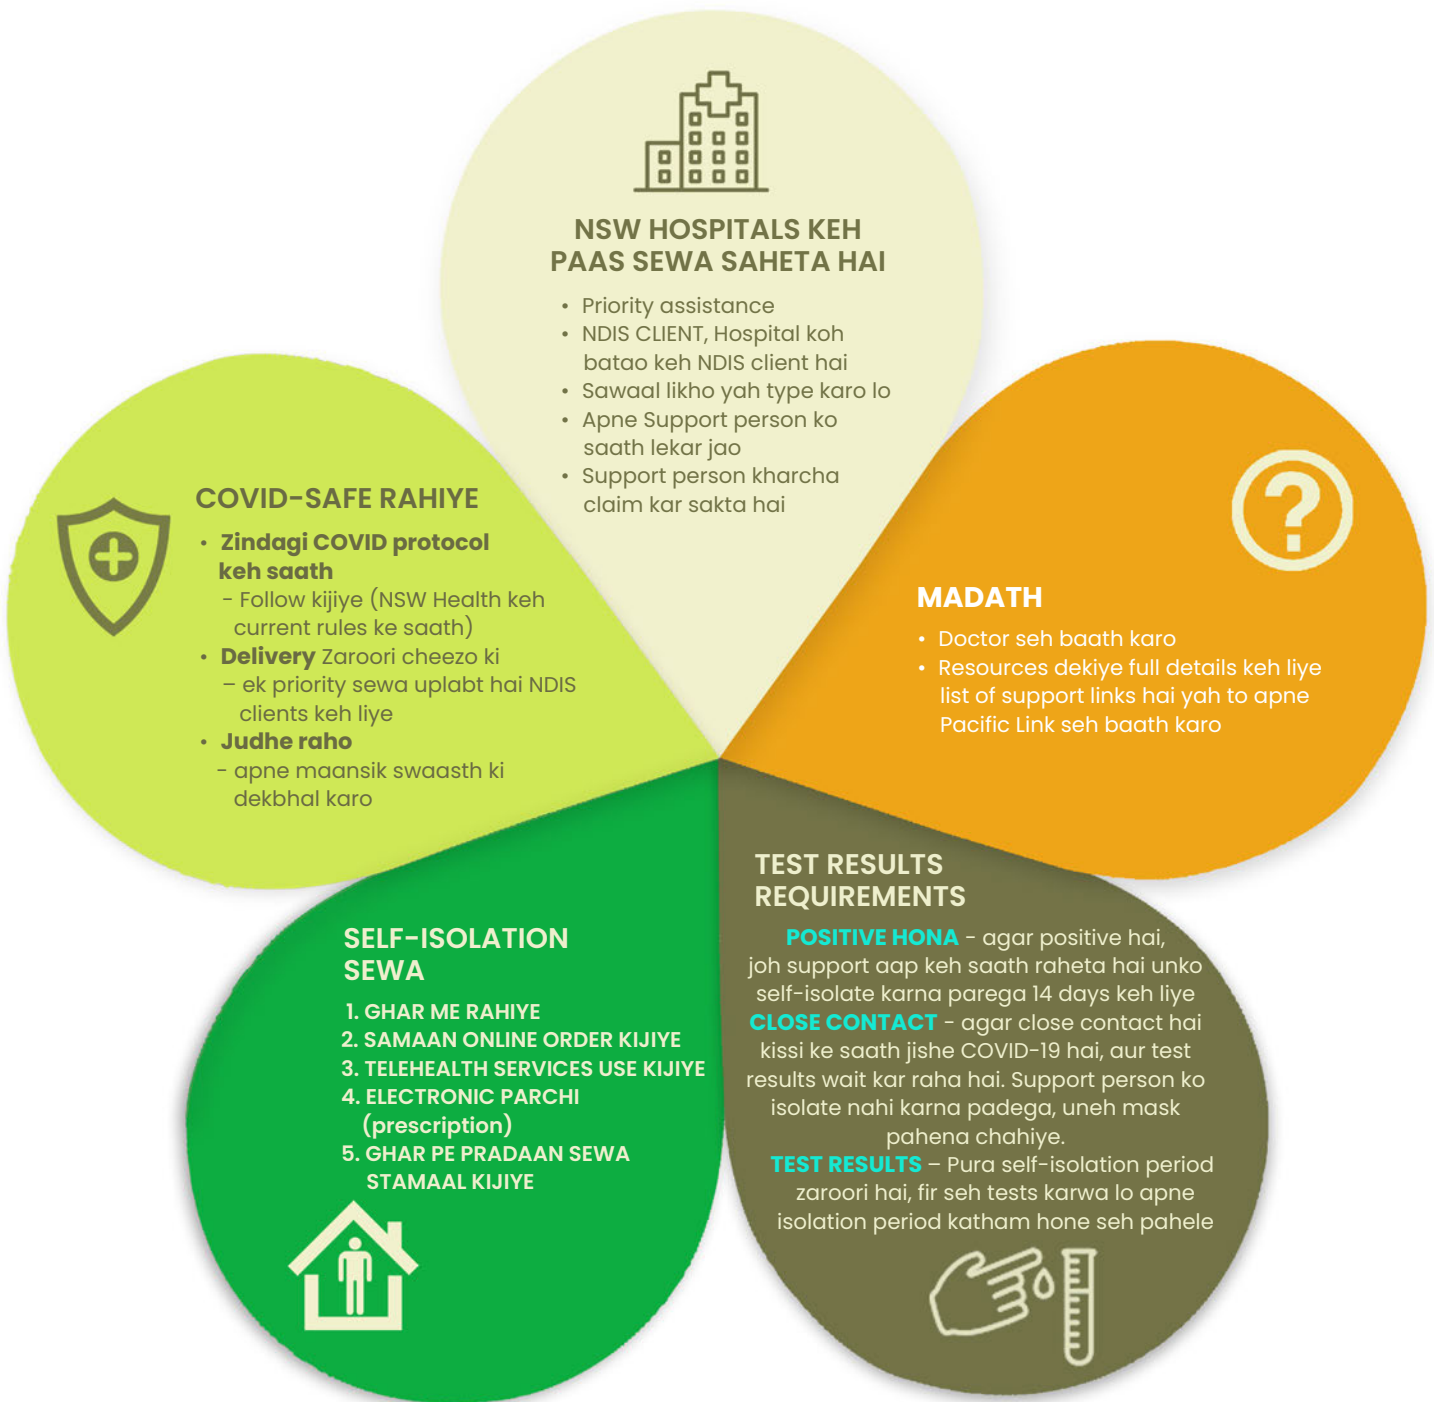 NSW HOSPITALS KEH
PAAS SEWA SAHETA HAI
• Priority assistance
• NDIS CLIENT, Hospital koh
batao keh NDIS client hai
• Sawaal likho yah type karo lo
• Apne Support person ko
saath lekar jao
• Support person kharcha
claim kar sakta hai
COVID-SAFE RAHIYE
• Zindagi COVID protocol
keh saath
- Follow kijiye (NSW Health keh
current rules ke saath)
• Delivery Zaroori cheezo ki
– ek priority sewa uplabt hai NDIS
clients keh liye
• Judhe raho
- apne maansik swaasth ki
dekbhal karo
MADATH
• Doctor seh baath karo
• Resources dekiye full details keh liye
list of support links hai yah to apne
Pacific Link seh baath karo
SELF-ISOLATION
SEWA
1. GHAR ME RAHIYE
2. SAMAAN ONLINE ORDER KIJIYE
3. TELEHEALTH SERVICES USE KIJIYE
4. ELECTRONIC PARCHI
(prescription)
5. GHAR PE PRADAAN SEWA
STAMAAL KIJIYE
TEST RESULTS
REQUIREMENTS
POSITIVE HONA - agar positive hai,
joh support aap keh saath raheta hai unko
self-isolate karna parega 14 days keh liye
CLOSE CONTACT - agar close contact hai
kissi ke saath jishe COVID-19 hai, aur test
results wait kar raha hai. Support person ko
isolate nahi karna padega, uneh mask
pahena chahiye.
TEST RESULTS – Pura self-isolation period
zaroori hai, fir seh tests karwa lo apne
isolation period katham hone seh pahele